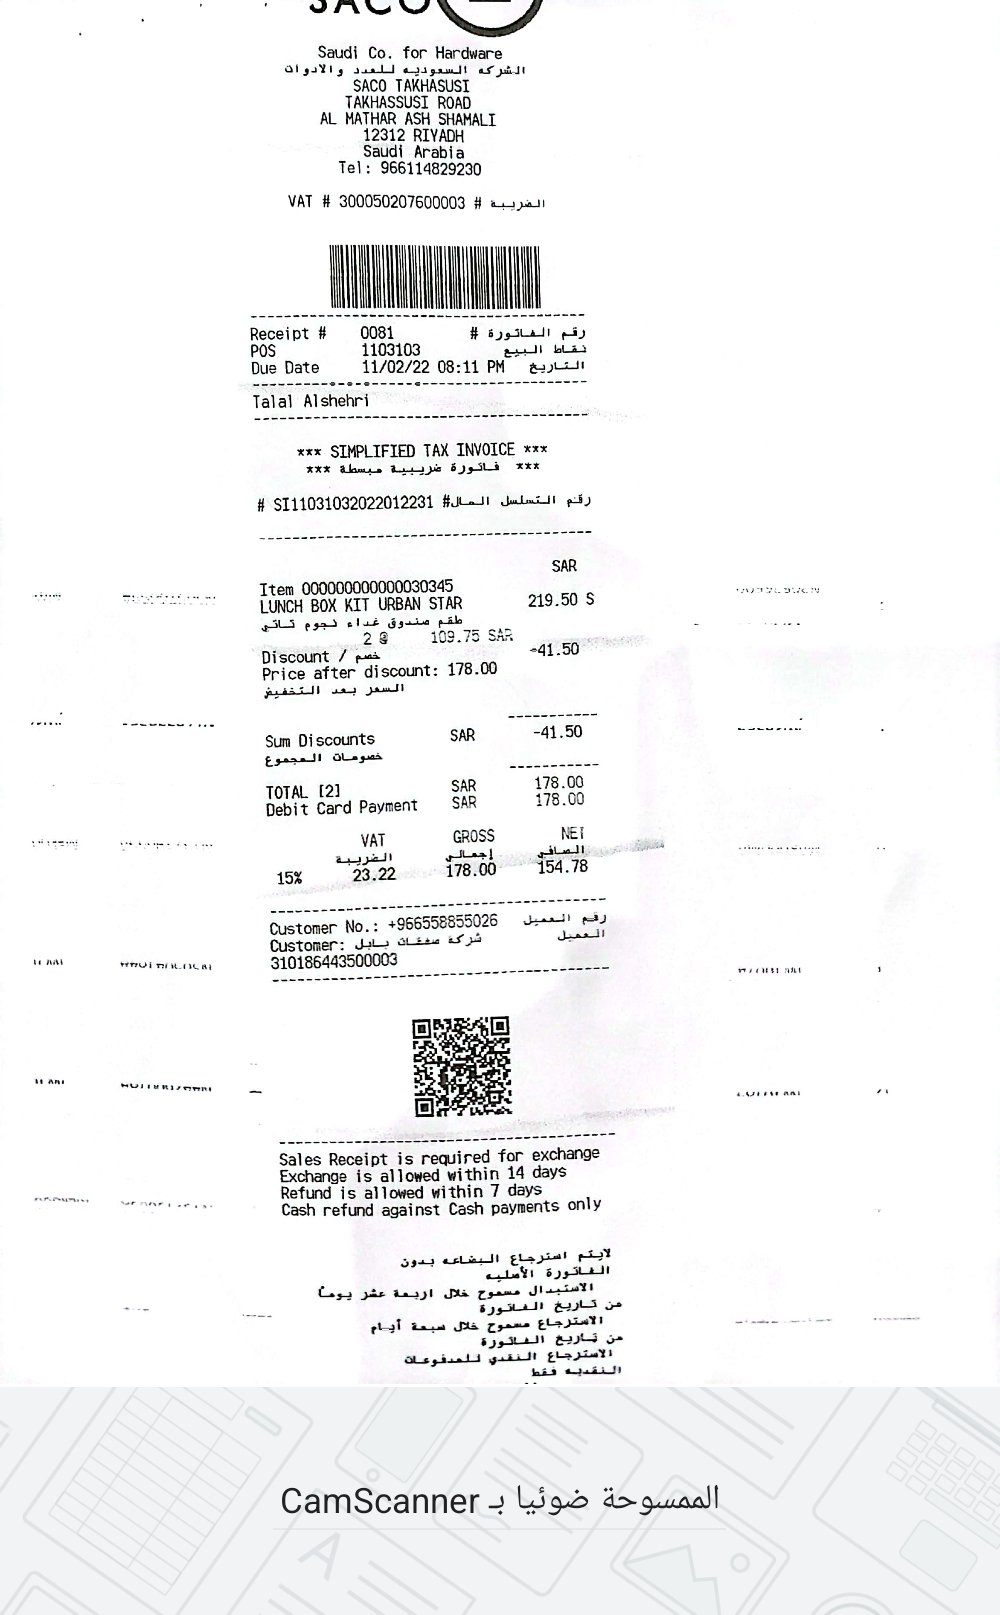 SACO
Saudi Co. for Hardware
الشركه السعوديه للعدد والادوات
SACO TAKHASUSI
TAKHASSUSI ROAD
AL MATHAR ASH SHAMALI
12312 RIYADH
Saudi Arabia
Tel: 966114829230
VAT # 300050207600003 # الضريبة
Receipt # 0081 # رقم الفاتورة
POS 1103103 نقاط البيع
Due Date 11/02/22 08:11 PM التاريخ
Talal Alshehri
*** SIMPLIFIED TAX INVOICE ***
*** فاتورة ضريبية مبسطة ***
# SI11031032022012231 #رقم التسلسل المال
SAR
Item 000000000000030345
LUNCH BOX KIT URBAN STAR 219.50 S
طقم صندوق غداء نجوم تاتي
2 @ 109.75 SAR
Discount / خصم -41.50
Price after discount: 178.00
السعر بعد التخفيض
Sum Discounts SAR -41.50
خصومات المجموع
TOTAL [2] SAR 178.00
Debit Card Payment SAR 178.00
VAT GROSS NET
الضريبة إجمالي الصافي
15% 23.22 178.00 154.78
Customer No.: +966558855026 رقم العميل
Customer: شركة صفقات بابل العميل
310186443500003
Sales Receipt is required for exchange
Exchange is allowed within 14 days
Refund is allowed within 7 days
Cash refund against Cash payments only
لايتم استرجاع البضاعه بدون
الفاتورة الأصليه
الاستبدال مسموح خلال اربعة عشر يوماً
من تاريخ الفاتورة
الاسترجاع مسموح خلال سبعة أيام
من تاريخ الفاتورة
الاسترجاع النقدي للمدفوعات
النقديه فقط
الممسوحة ضوئيا بـ CamScanner